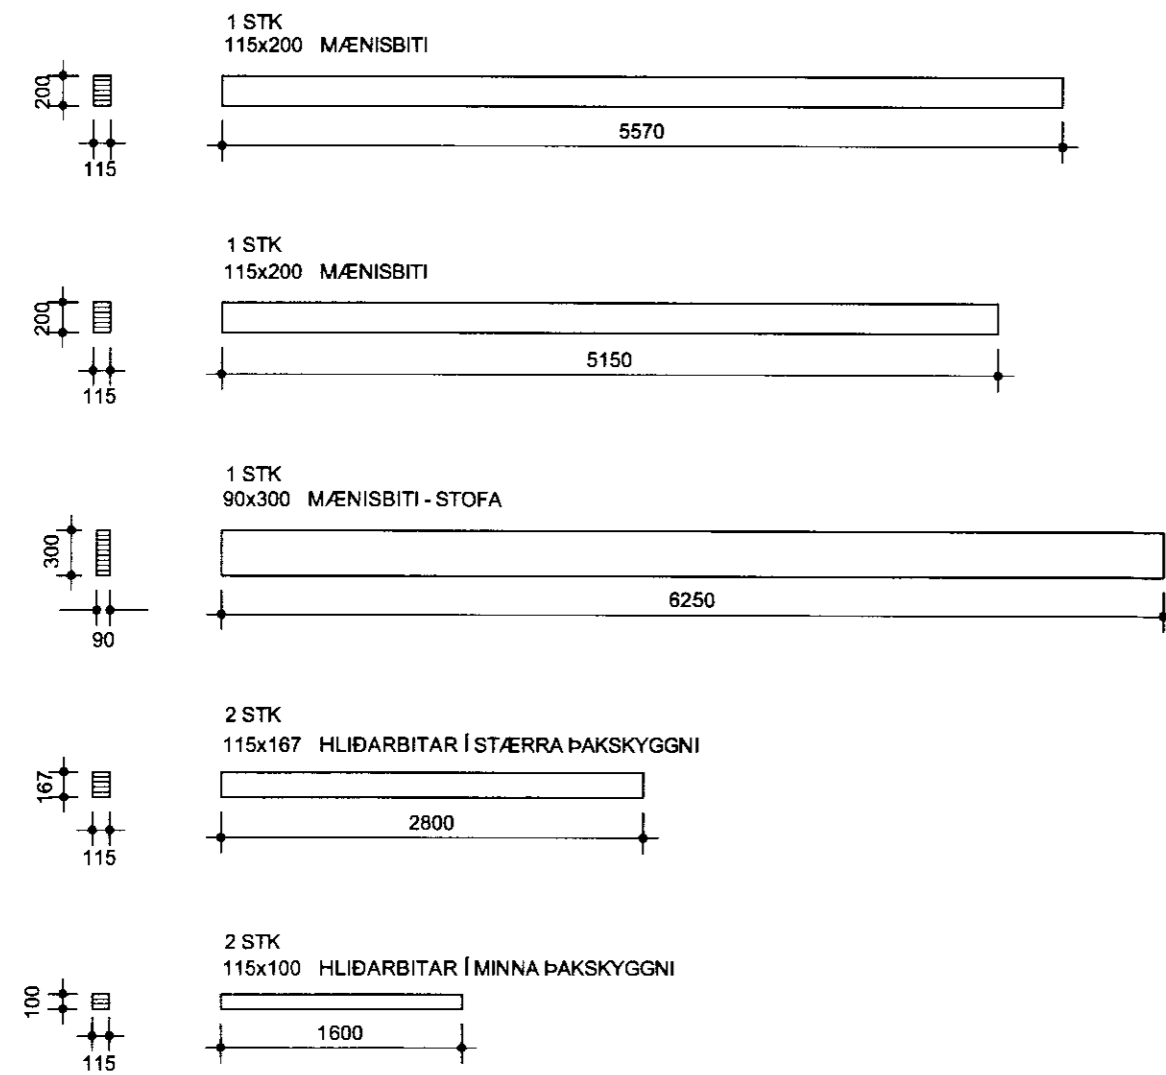 1 STK
115x200 MÆNISBITI
200
5570
115
1 STK
115x200 MÆNISBITI
200
5150
115
1 STK
90x300 MÆNISBITI - STOFA
300
6250
90
2 STK
115x167 HLIÐARBITAR Í STÆRRA ÞAKSKYGGNI
167
2800
115
2 STK
115x100 HLIÐARBITAR Í MINNA ÞAKSKYGGNI
100
1600
115